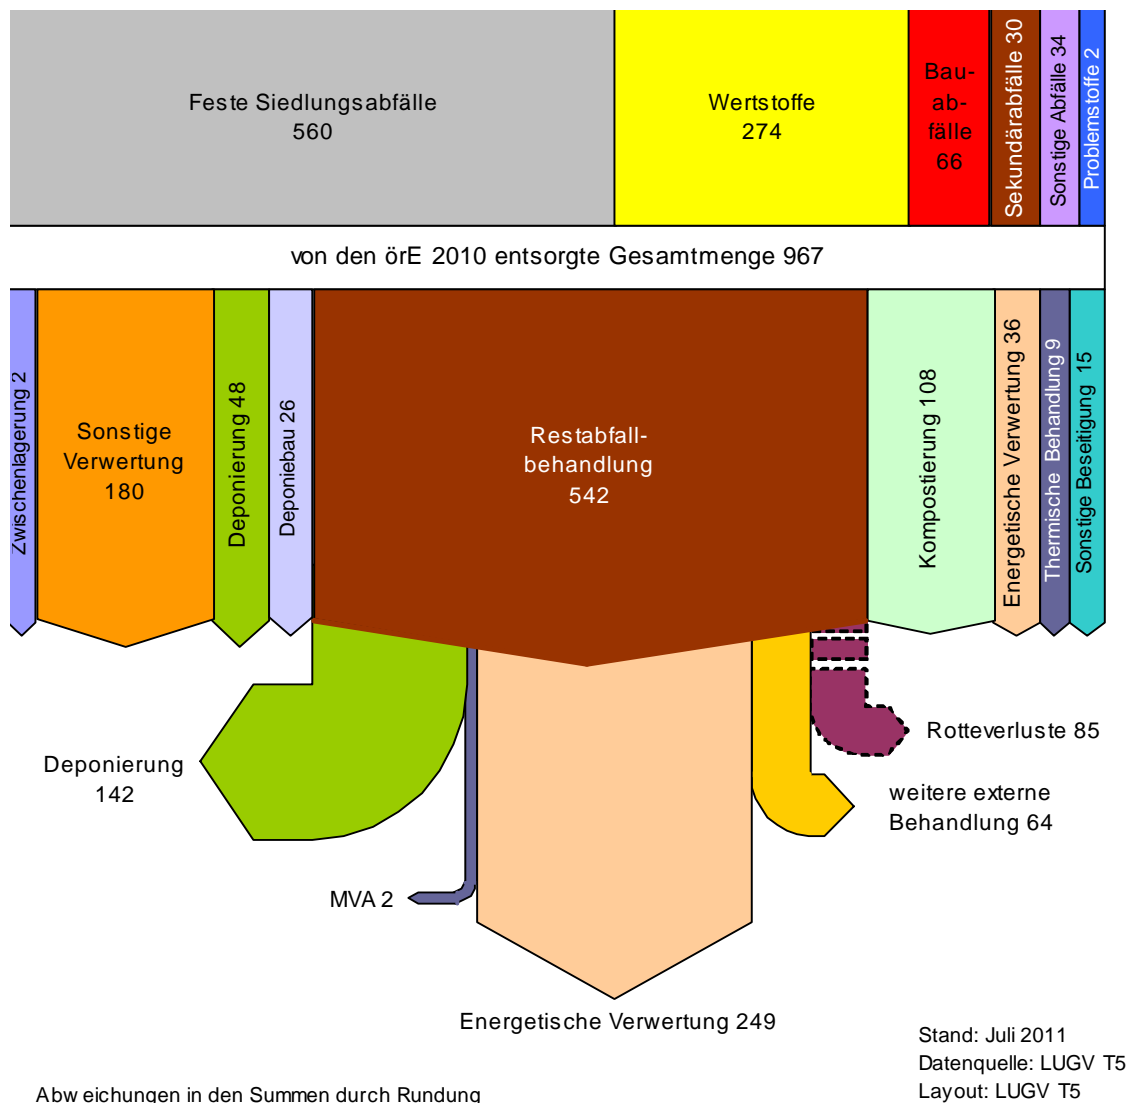 Feste Siedlungsabfälle
560
Wertstoffe
274
Bau-
ab-
fälle
66
Sekundärabfälle 30
Sonstige Abfälle 34
Problemstoffe 2
von den örE 2010 entsorgte Gesamtmenge 967
Zwischenlagerung 2
Sonstige
Verwertung
180
Deponierung 48
Deponiebau 26
Restabfall-
behandlung
542
Kompostierung 108
Energetische Verwertung 36
Thermische Behandlung 9
Sonstige Beseitigung 15
Deponierung
142
MVA 2
Energetische Verwertung 249
weitere externe
Behandlung 64
Rotteverluste 85
Stand: Juli 2011
Datenquelle: LUGV T5
Layout: LUGV T5
Abweichungen in den Summen durch Rundung